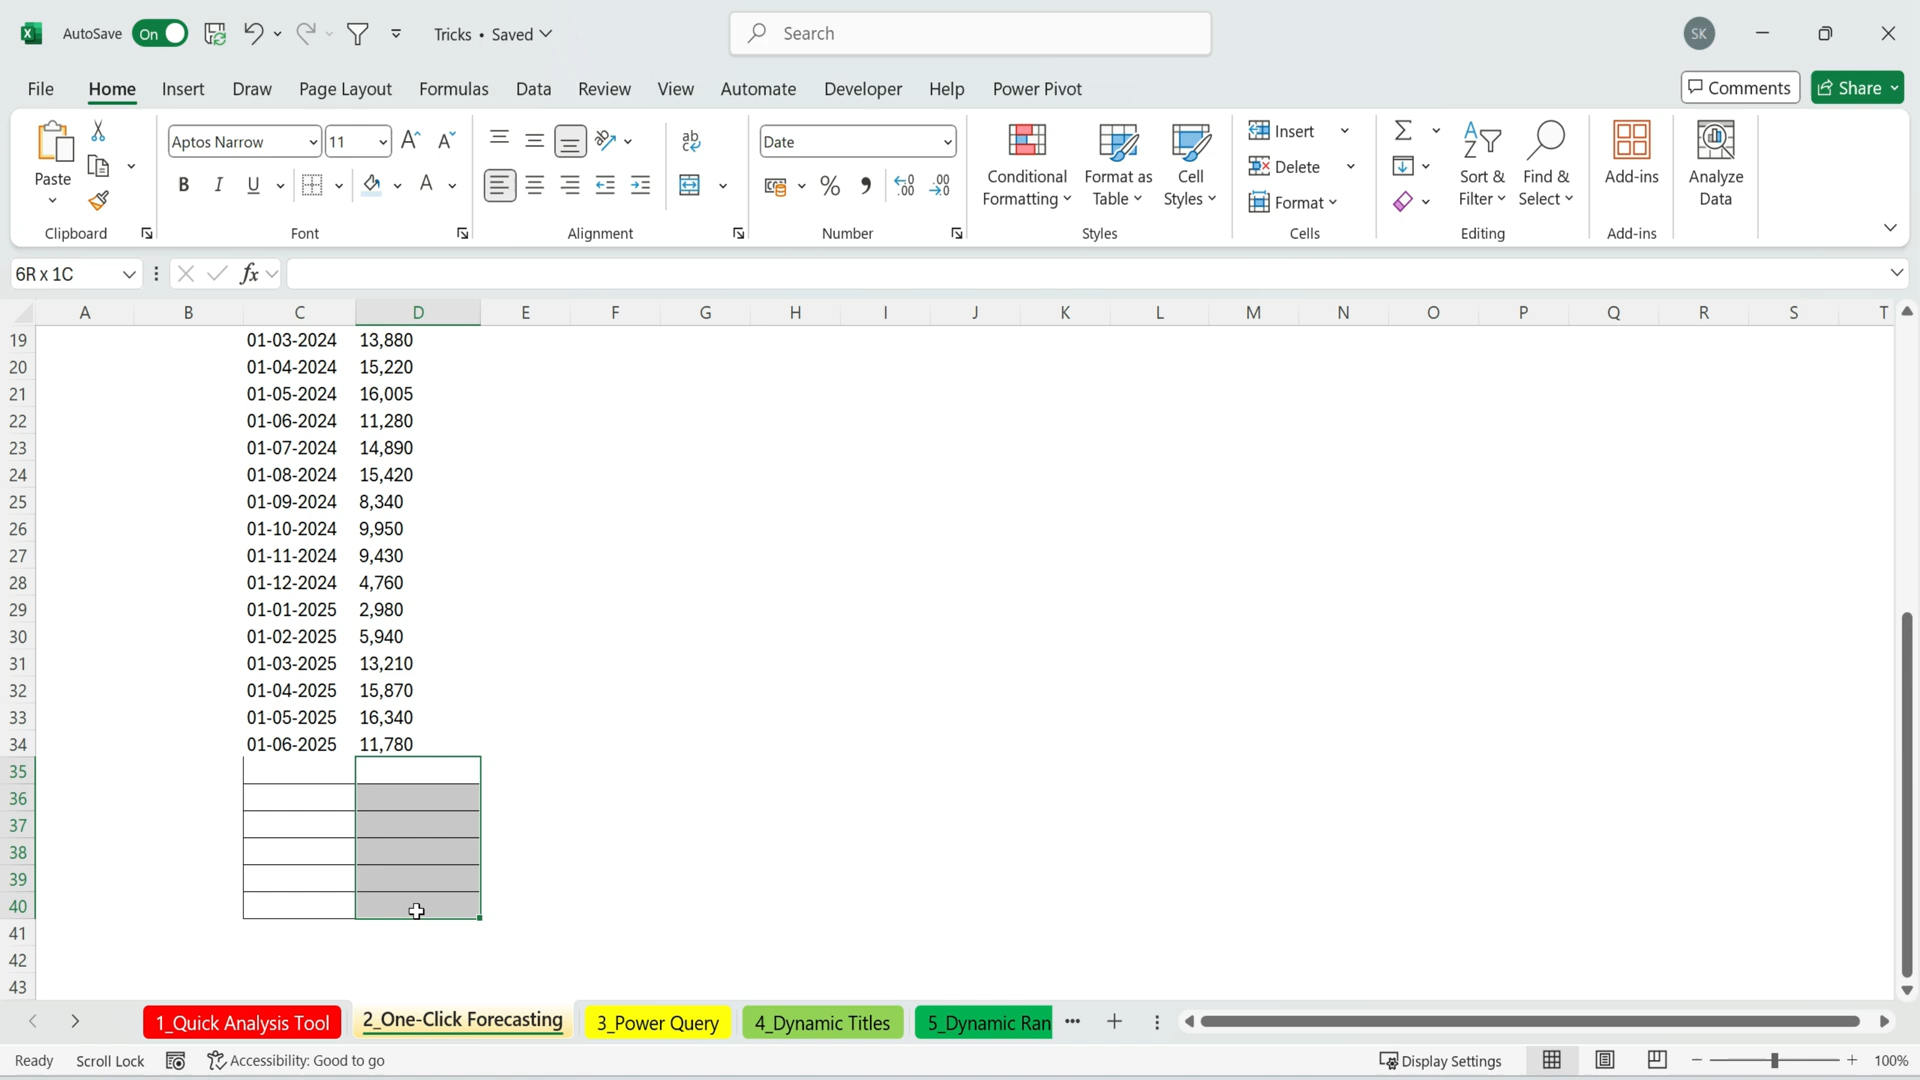 AutoSave On Tricks • Saved Search SK
File Home Insert Draw Page Layout Formulas Data Review View Automate Developer Help Power Pivot Comments Share
Paste
Clipboard
Aptos Narrow 11
B I U A
Font
ab
Alignment
Date
% , .00
Number
Conditional
Formatting
Format as
Table
Cell
Styles
Styles
Insert
Delete
Format
Cells
Sort &
Filter
Find &
Select
Editing
Add-ins
Add-ins
Analyze
Data
6R x 1C fx
A B C D E F G H I J K L M N O P Q R S T
19 01-03-2024 13,880
20 01-04-2024 15,220
21 01-05-2024 16,005
22 01-06-2024 11,280
23 01-07-2024 14,890
24 01-08-2024 15,420
25 01-09-2024 8,340
26 01-10-2024 9,950
27 01-11-2024 9,430
28 01-12-2024 4,760
29 01-01-2025 2,980
30 01-02-2025 5,940
31 01-03-2025 13,210
32 01-04-2025 15,870
33 01-05-2025 16,340
34 01-06-2025 11,780
35
36
37
38
39
40
41
42
43
1_Quick Analysis Tool 2_One-Click Forecasting 3_Power Query 4_Dynamic Titles 5_Dynamic Ran
Ready Scroll Lock Accessibility: Good to go Display Settings 100%